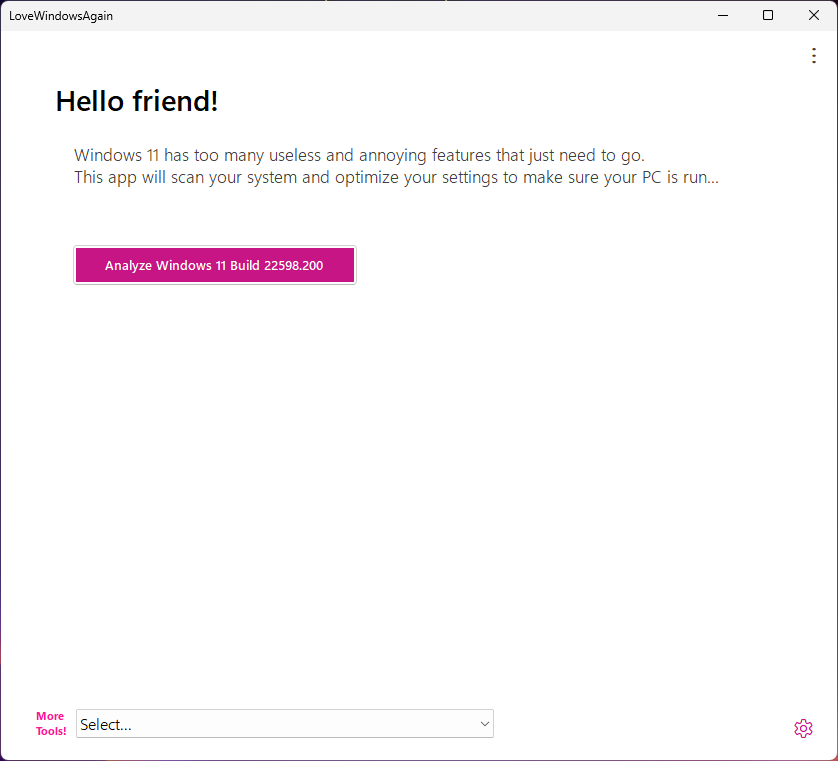 LoveWindowsAgain
Hello friend!
Windows 11 has too many useless and annoying features that just need to go.
This app will scan your system and optimize your settings to make sure your PC is run...
Analyze Windows 11 Build 22598.200
More
Tools!
Select...